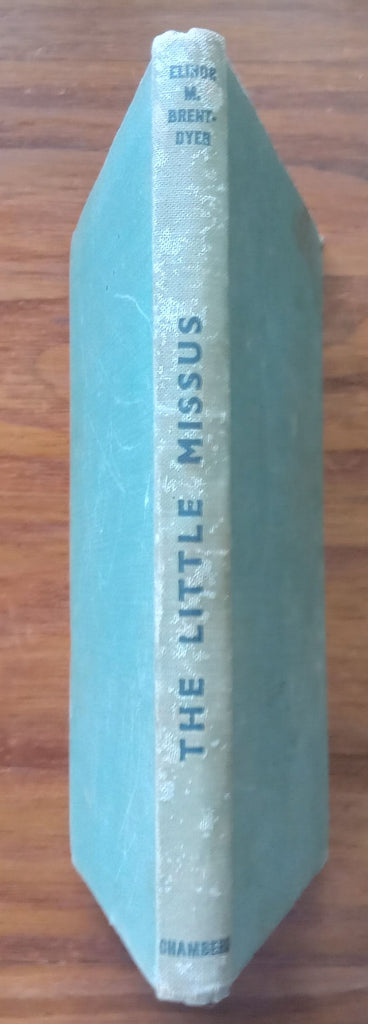 ELINOR
M.
BRENT-
DYER
THE LITTLE MISSUS
CHAMBERS